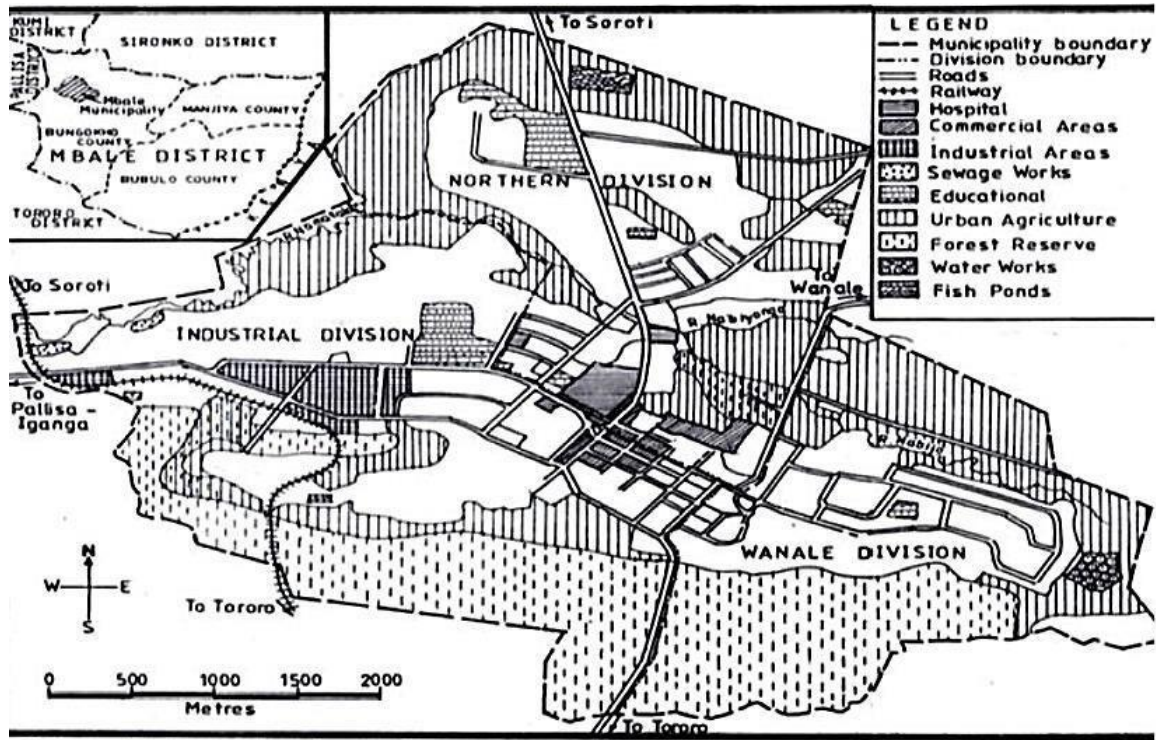 KUMI
DISTRICT
SIRONKO DISTRICT
PALLISA
DISTRICT
Mbale
Municipality
MANJIYA COUNTY
BUNGOKHO
COUNTY
MBALE DISTRICT
BUBULO COUNTY
TORORO
DISTRKT
To Soroti
LEGEND
Municipality boundary
Division boundary
Roads
Railway
Hospital
Commercial Areas
Industrial Areas
Sewage Works
Educational
Urban Agriculture
Forest Reserve
Water Works
Fish Ponds
NORTHERN DIVISION
To Soroti
To
Wanale
INDUSTRIAL DIVISION
To
Pallisa -
Iganga
WANALE DIVISION
N
W
E
S
To Tororo
0 500 1000 1500 2000
Metres
To Tororo